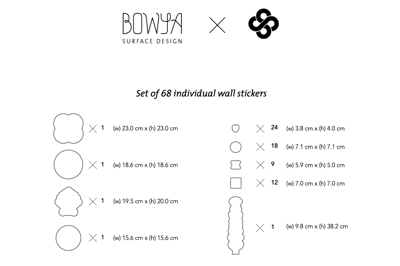 BOWYA
SURFACE DESIGN
Set of 68 individual wall stickers
1 (w) 23.0 cm x (h) 23.0 cm
1 (w) 18.6 cm x (h) 18.6 cm
1 (w) 19.5 cm x (h) 20.0 cm
1 (w) 15.6 cm x (h) 15.6 cm
24 (w) 3.8 cm x (h) 4.0 cm
18 (w) 7.1 cm x (h) 7.1 cm
9 (w) 5.9 cm x (h) 5.0 cm
12 (w) 7.0 cm x (h) 7.0 cm
1 (w) 9.8 cm x (h) 38.2 cm